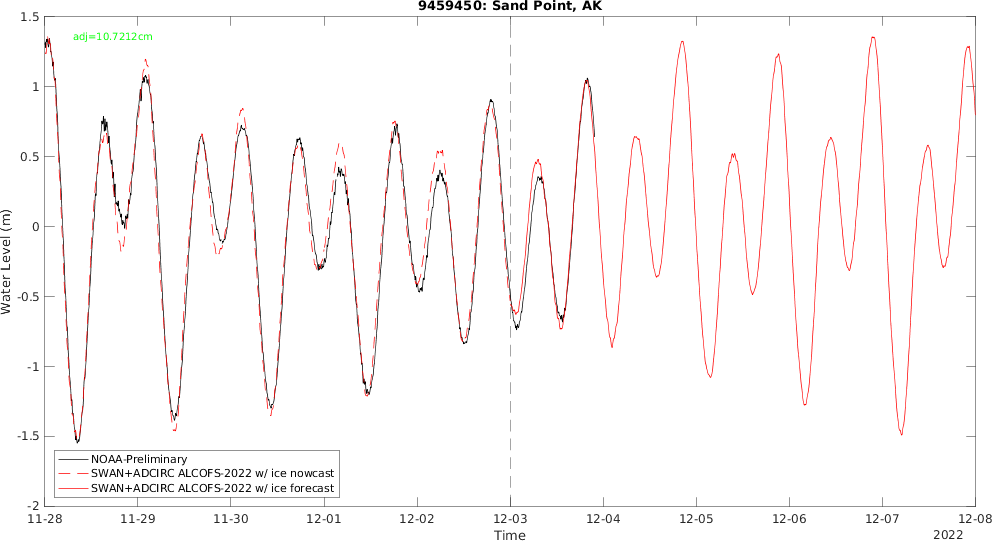 9459450: Sand Point, AK
adj=10.7212cm
1.5
1
0.5
0
-0.5
-1
-1.5
-2
Water Level (m)
NOAA-Preliminary
SWAN+ADCIRC ALCOFS-2022 w/ ice nowcast
SWAN+ADCIRC ALCOFS-2022 w/ ice forecast
11-28 11-29 11-30 12-01 12-02 12-03 12-04 12-05 12-06 12-07 12-08
Time
2022